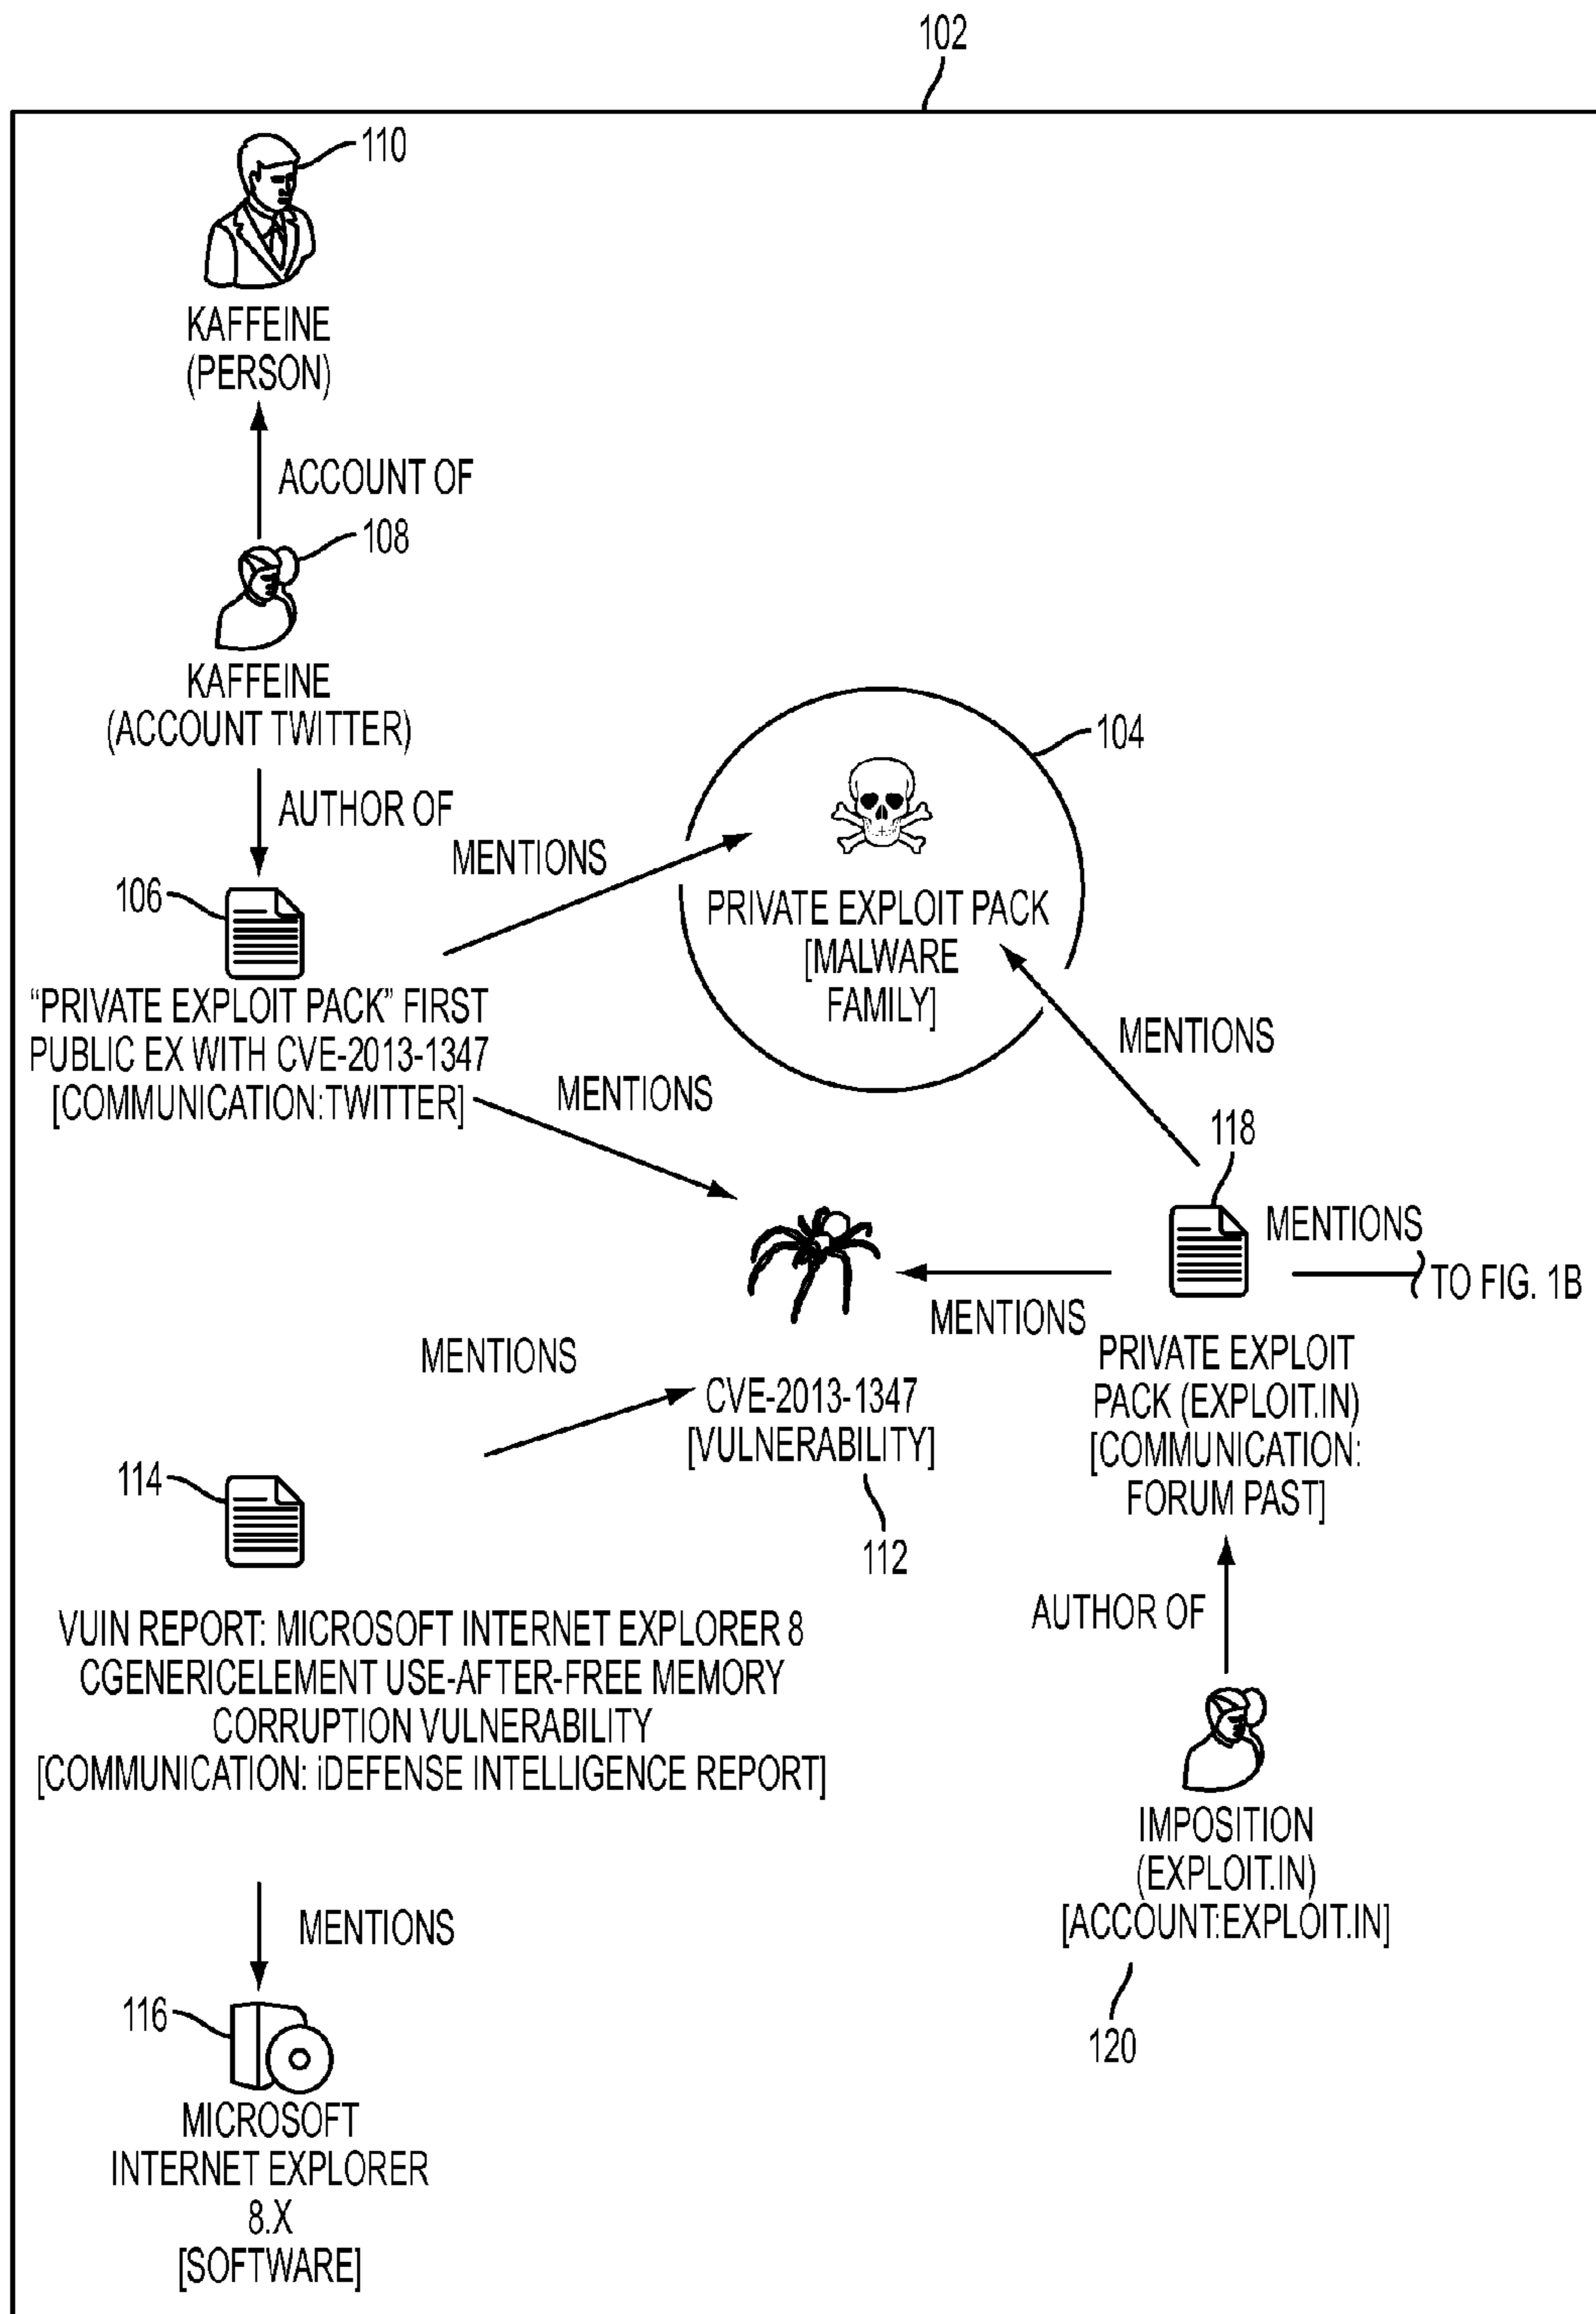 102
110
KAFFEINE
(PERSON)
ACCOUNT OF
108
KAFFEINE
(ACCOUNT TWITTER)
AUTHOR OF
MENTIONS
106
"PRIVATE EXPLOIT PACK" FIRST
PUBLIC EX WITH CVE-2013-1347
[COMMUNICATION:TWITTER]
104
PRIVATE EXPLOIT PACK
[MALWARE
FAMILY]
MENTIONS
MENTIONS
118
MENTIONS
TO FIG. 1B
MENTIONS
PRIVATE EXPLOIT
PACK (EXPLOIT.IN)
[COMMUNICATION:
FORUM PAST]
MENTIONS
CVE-2013-1347
[VULNERABILITY]
112
114
VUIN REPORT: MICROSOFT INTERNET EXPLORER 8
CGENERICELEMENT USE-AFTER-FREE MEMORY
CORRUPTION VULNERABILITY
[COMMUNICATION: iDEFENSE INTELLIGENCE REPORT]
AUTHOR OF
IMPOSITION
(EXPLOIT.IN)
[ACCOUNT:EXPLOIT.IN]
120
MENTIONS
116
MICROSOFT
INTERNET EXPLORER
8.X
[SOFTWARE]